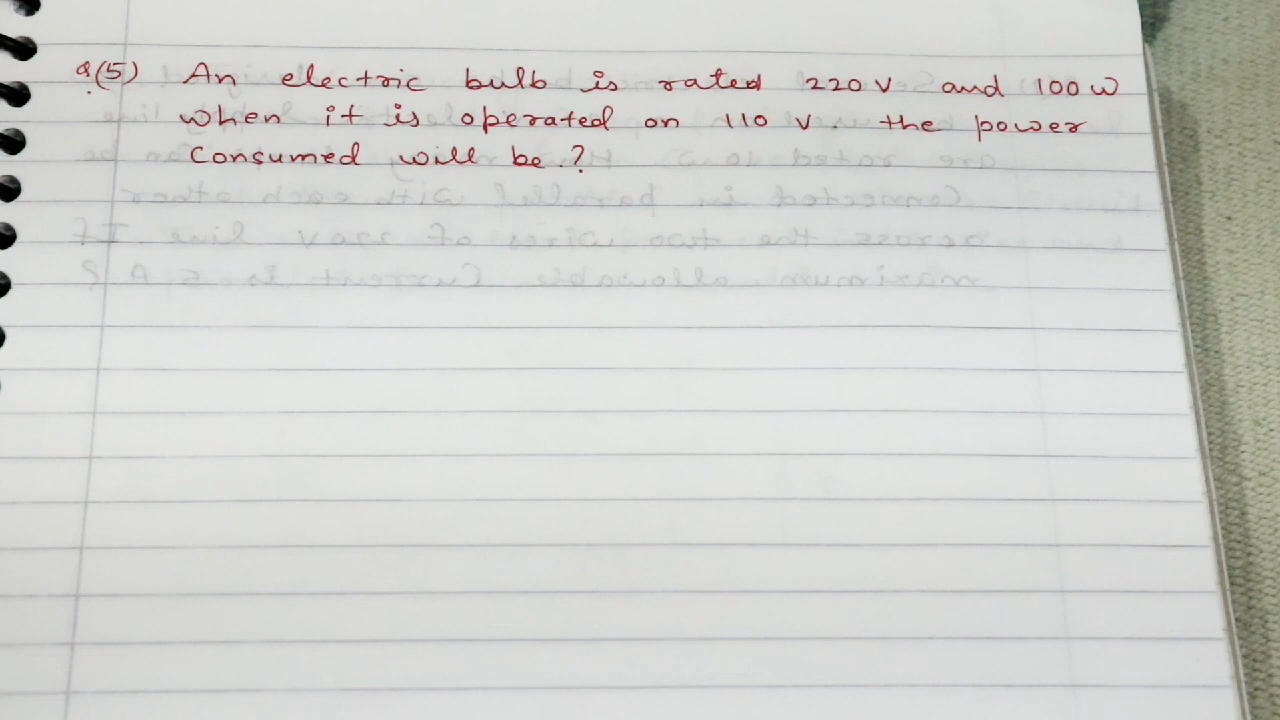 Q(5) An electric bulb is rated 220 V and 100 W
when it is operated on 110 V. the power
Consumed will be.?